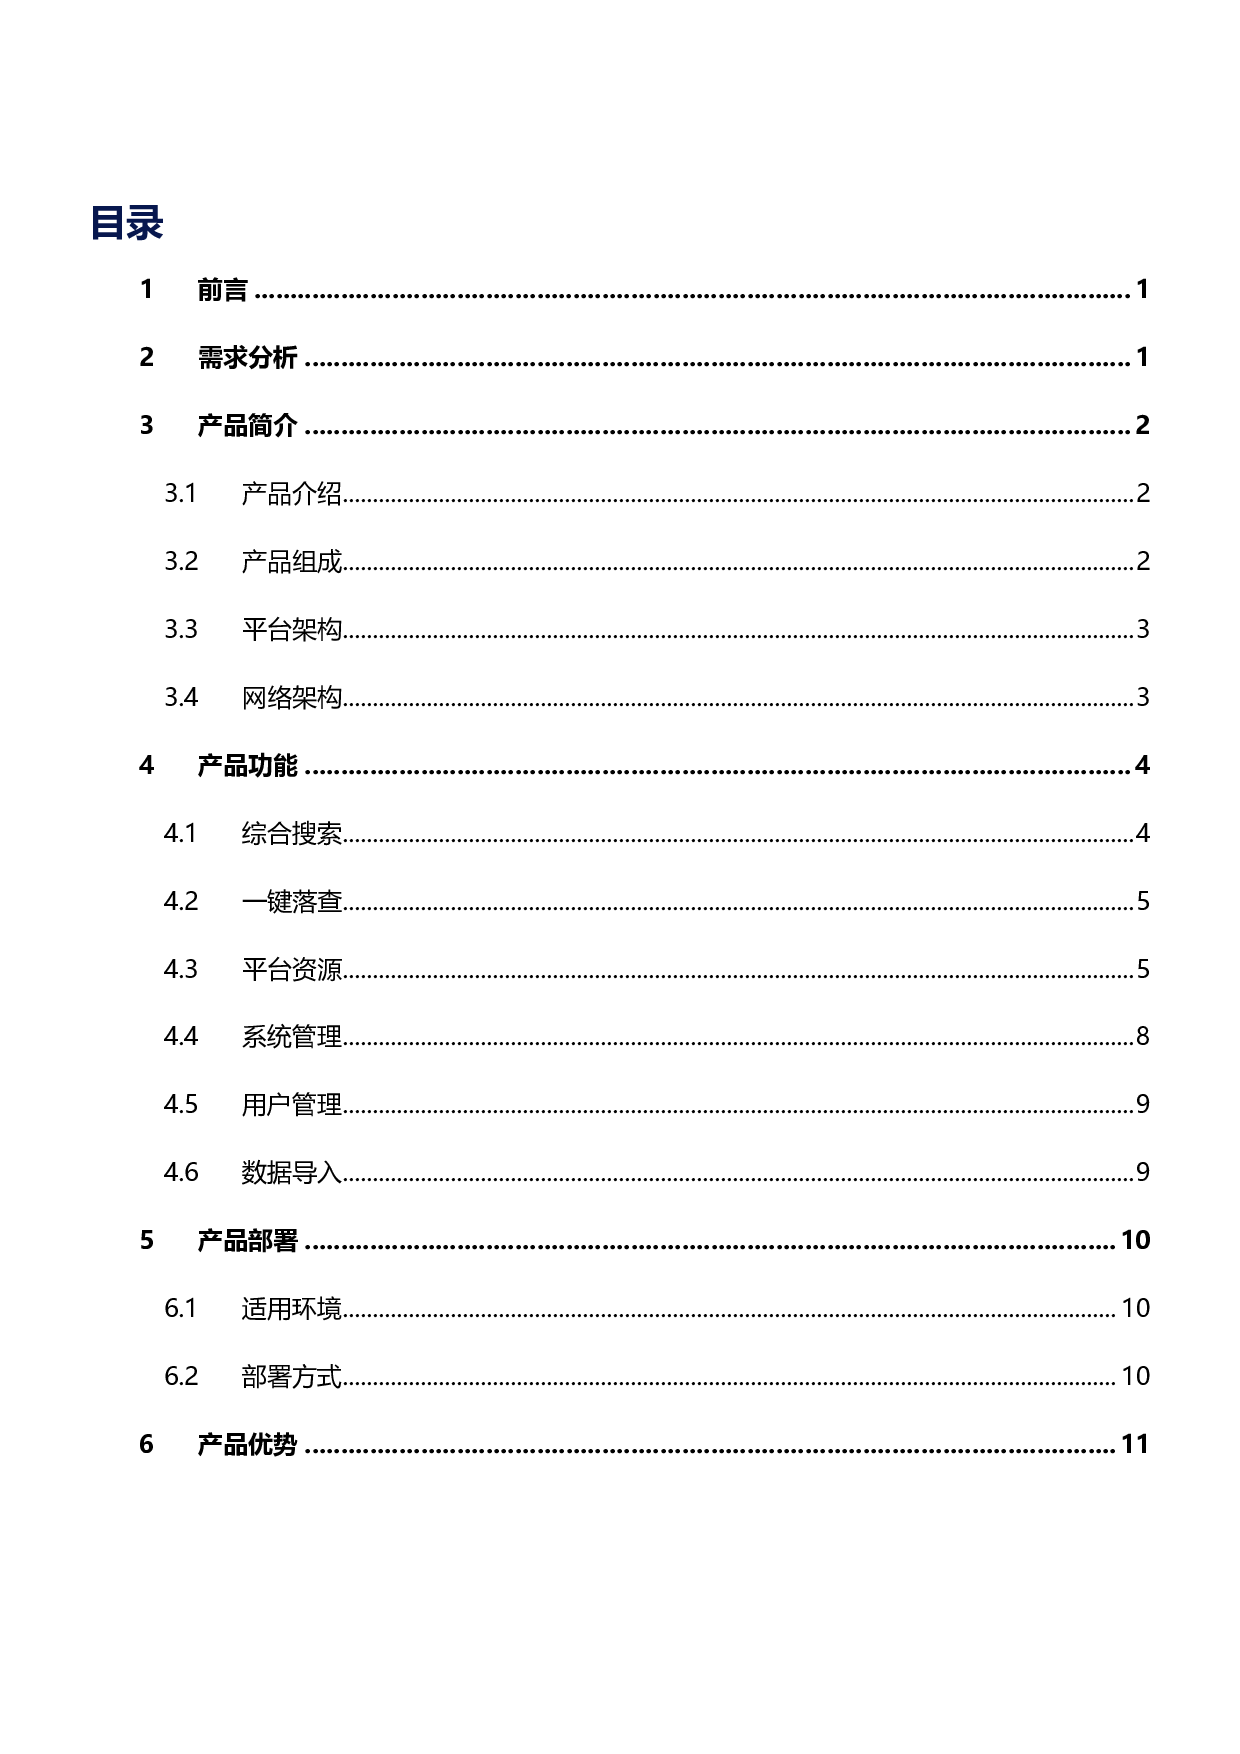 目录
1 前言 ........ 1
2 需求分析 ........ 1
3 产品简介 ........ 2
3.1 产品介绍 ........ 2
3.2 产品组成 ........ 2
3.3 平台架构 ........ 3
3.4 网络架构 ........ 3
4 产品功能 ........ 4
4.1 综合搜索 ........ 4
4.2 一键落查 ........ 5
4.3 平台资源 ........ 5
4.4 系统管理 ........ 8
4.5 用户管理 ........ 9
4.6 数据导入 ........ 9
5 产品部署 ........ 10
6.1 适用环境 ........ 10
6.2 部署方式 ........ 10
6 产品优势 ........ 11